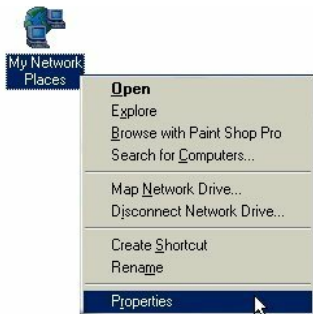 My Network
Places
Open
Explore
Browse with Paint Shop Pro
Search for Computers...
Map Network Drive...
Disconnect Network Drive...
Create Shortcut
Rename
Properties